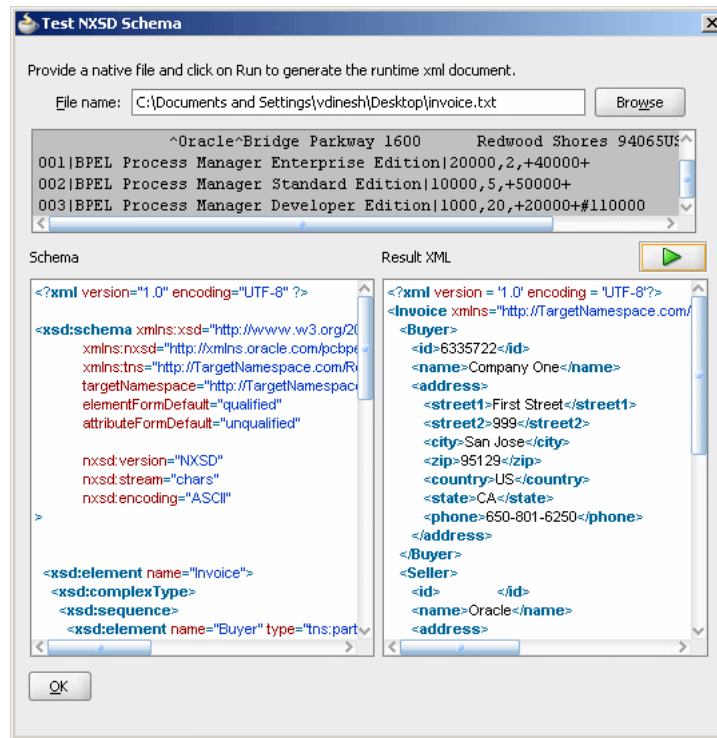 Test NXSD Schema
Provide a native file and click on Run to generate the runtime xml document.
File name: C:\Documents and Settings\vdinesh\Desktop\invoice.txt Browse
^Oracle^Bridge Parkway 1600 Redwood Shores 94065US
001|BPEL Process Manager Enterprise Edition|20000,2,+40000+
002|BPEL Process Manager Standard Edition|10000,5,+50000+
003|BPEL Process Manager Developer Edition|1000,20,+20000+#110000
Schema
<?xml version="1.0" encoding="UTF-8" ?>
<xsd:schema xmlns:xsd="http://www.w3.org/20
xmlns:nxsd="http://xmlns.oracle.com/pcbpe
xmlns:tns="http://TargetNamespace.com/R
targetNamespace="http://TargetNamespac
elementFormDefault="qualified"
attributeFormDefault="unqualified"
nxsd:version="NXSD"
nxsd:stream="chars"
nxsd:encoding="ASCII"
>
<xsd:element name="Invoice">
<xsd:complexType>
<xsd:sequence>
<xsd:element name="Buyer" type="tns:part
Result XML
<?xml version = '1.0' encoding = 'UTF-8'?>
<Invoice xmlns="http://TargetNamespace.com/
<Buyer>
<id>6335722</id>
<name>Company One</name>
<address>
<street1>First Street</street1>
<street2>999</street2>
<city>San Jose</city>
<zip>95129</zip>
<country>US</country>
<state>CA</state>
<phone>650-801-6250</phone>
</address>
</Buyer>
<Seller>
<id> </id>
<name>Oracle</name>
<address>
OK